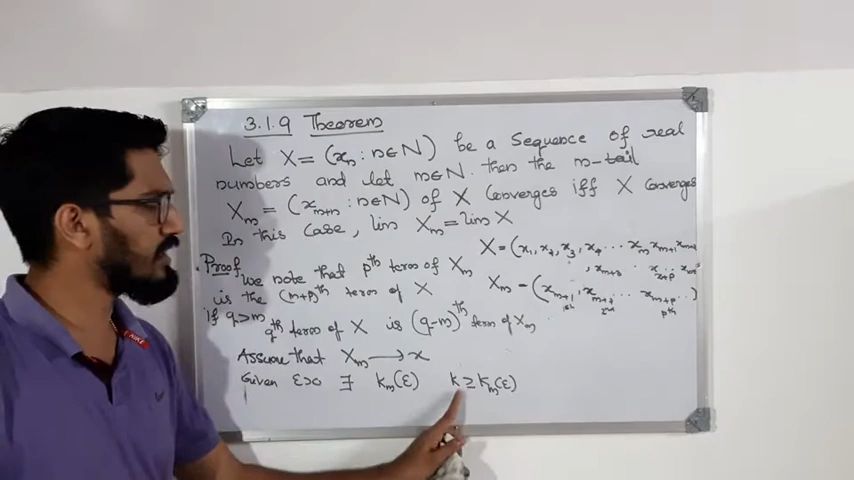 3.1.9 Theorem
Let X = (xₙ : n∈N) be a Sequence of real
numbers and let m∈N. then the m-tail
Xₘ = (xₘ₊ₙ : n∈N) of X Converges iff X Converges
In this case, lim Xₘ = lim X
Proof
We note that pᵗʰ term of Xₘ
is the (m+p)ᵗʰ term of X
if q>m
qᵗʰ term of X is (q-m)ᵗʰ term of Xₘ
Assume that Xₘ → x
Given ε>0 ∃ Kₘ(ε) k ≥ Kₘ(ε)
X = (x₁, x₂, x₃, x₄ ... xₘ xₘ₊₁ xₘ₊₂
Xₘ = (xₘ₊₁, xₘ₊₂ ... xₘ₊ₚ ..)
1st 2nd pᵗʰ